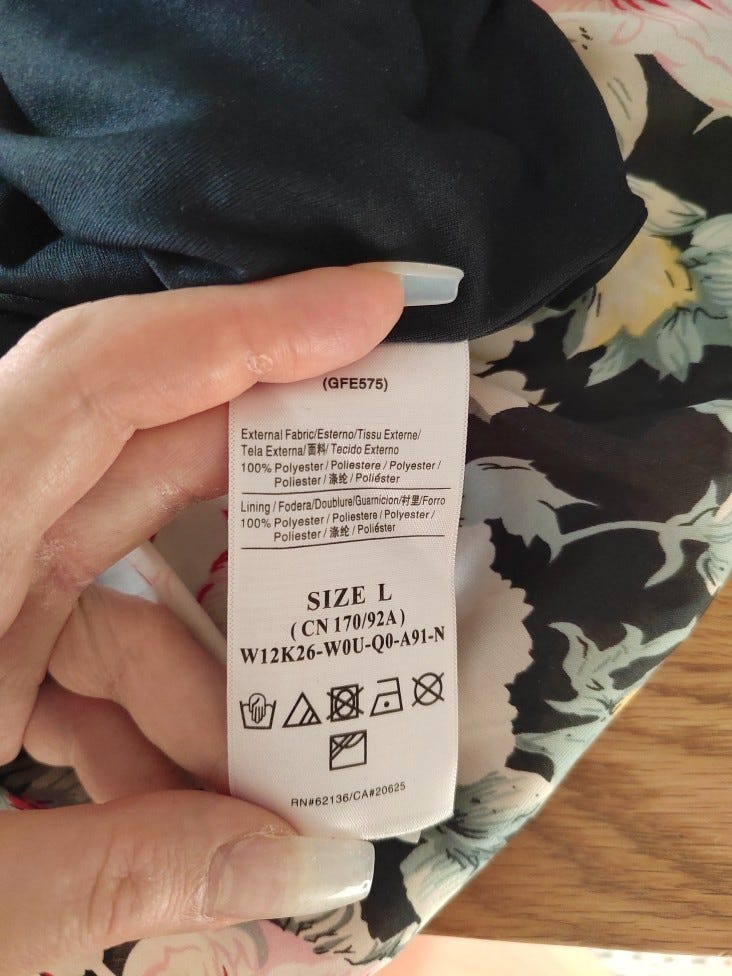 (GFE575)
External Fabric/Esterno/Tissu Externe/
Tela Externa/面料/ Tecido Externo
100% Polyester / Poliestere / Polyester /
Poliester / 涤纶 / Poliéster
Lining / Fodera/Doublure/Guarnicion/衬里/Forro
100% Polyester / Poliestere / Polyester /
Poliester / 涤纶 / Poliéster
SIZE L
( CN 170/92A )
W12K26-W0U-Q0-A91-N
RN#62136/CA#20625